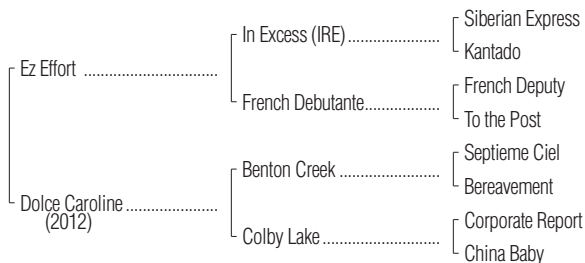 Siberian Express
In Excess (IRE)
Kantado
Ez Effort
French Deputy
French Debutante
To the Post
Septieme Ciel
Benton Creek
Bereavement
Dolce Caroline
(2012)
Corporate Report
Colby Lake
China Baby